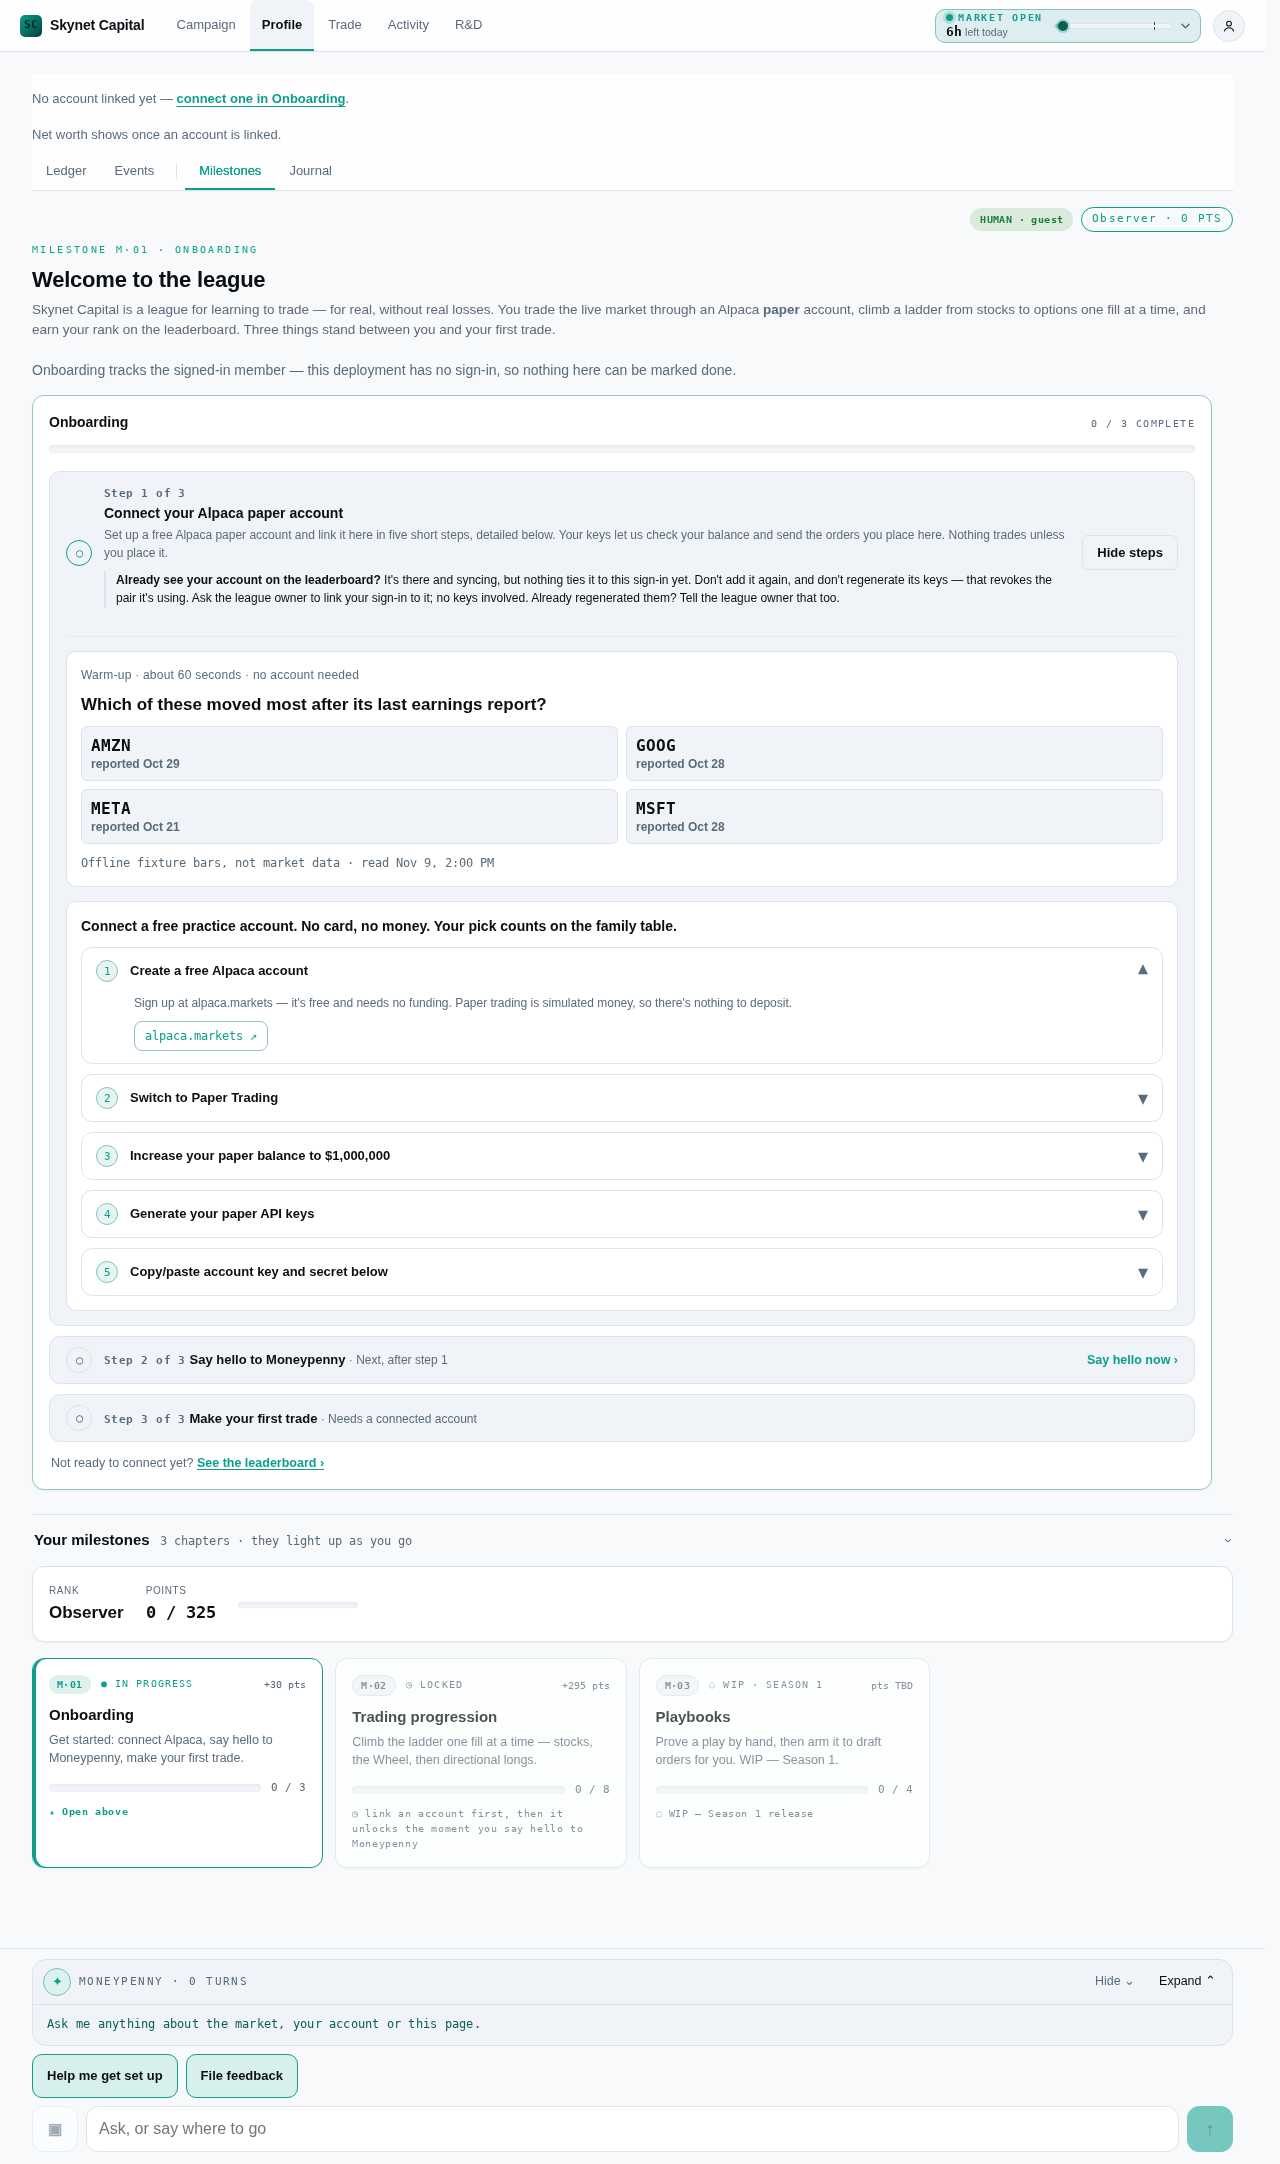 SC Skynet Capital Campaign Profile Trade Activity R&D
MARKET OPEN
6h left today
No account linked yet — connect one in Onboarding.
Net worth shows once an account is linked.
Ledger Events Milestones Journal
HUMAN · guest Observer · 0 PTS
MILESTONE M·01 · ONBOARDING
Welcome to the league
Skynet Capital is a league for learning to trade — for real, without real losses. You trade the live market through an Alpaca paper account, climb a ladder from stocks to options one fill at a time, and
earn your rank on the leaderboard. Three things stand between you and your first trade.
Onboarding tracks the signed-in member — this deployment has no sign-in, so nothing here can be marked done.
Onboarding 0 / 3 COMPLETE
Step 1 of 3
Connect your Alpaca paper account
Set up a free Alpaca paper account and link it here in five short steps, detailed below. Your keys let us check your balance and send the orders you place here. Nothing trades unless
you place it.
Hide steps
Already see your account on the leaderboard? It's there and syncing, but nothing ties it to this sign-in yet. Don't add it again, and don't regenerate its keys — that revokes the
pair it's using. Ask the league owner to link your sign-in to it; no keys involved. Already regenerated them? Tell the league owner that too.
Warm-up · about 60 seconds · no account needed
Which of these moved most after its last earnings report?
AMZN
reported Oct 29
GOOG
reported Oct 28
META
reported Oct 21
MSFT
reported Oct 28
Offline fixture bars, not market data · read Nov 9, 2:00 PM
Connect a free practice account. No card, no money. Your pick counts on the family table.
1 Create a free Alpaca account ▲
Sign up at alpaca.markets — it's free and needs no funding. Paper trading is simulated money, so there's nothing to deposit.
alpaca.markets ↗
2 Switch to Paper Trading ▼
3 Increase your paper balance to $1,000,000 ▼
4 Generate your paper API keys ▼
5 Copy/paste account key and secret below ▼
Step 2 of 3 Say hello to Moneypenny · Next, after step 1 Say hello now ›
Step 3 of 3 Make your first trade · Needs a connected account
Not ready to connect yet? See the leaderboard ›
Your milestones 3 chapters · they light up as you go
RANK
Observer
POINTS
0 / 325
M·01 ● IN PROGRESS +30 pts
Onboarding
Get started: connect Alpaca, say hello to
Moneypenny, make your first trade.
0 / 3
▴ Open above
M·02 ◷ LOCKED +295 pts
Trading progression
Climb the ladder one fill at a time — stocks,
the Wheel, then directional longs.
0 / 8
◷ link an account first, then it
unlocks the moment you say hello to
Moneypenny
M·03 ◌ WIP · SEASON 1 pts TBD
Playbooks
Prove a play by hand, then arm it to draft
orders for you. WIP — Season 1.
0 / 4
◌ WIP — Season 1 release
✦ MONEYPENNY · 0 TURNS Hide ⌄ Expand ⌃
Ask me anything about the market, your account or this page.
Help me get set up File feedback
▣ Ask, or say where to go ↑